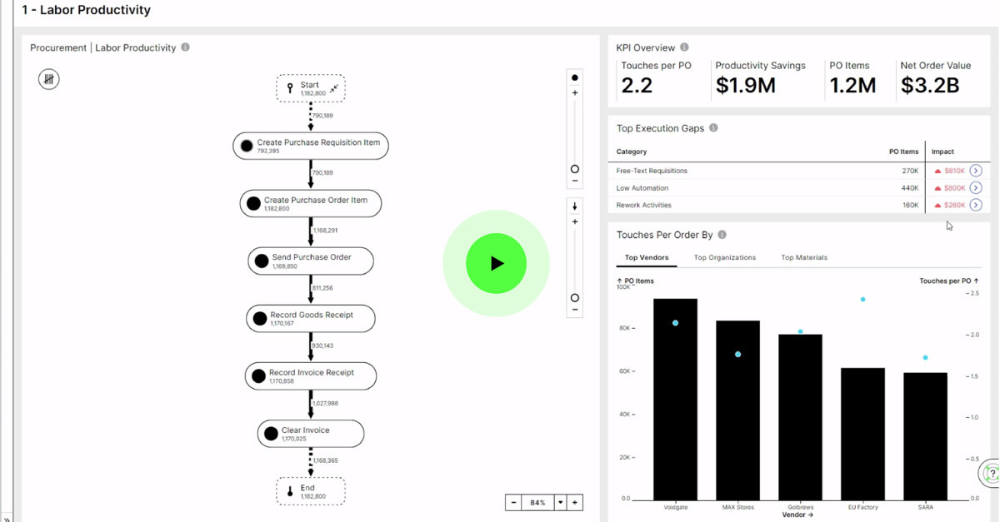 1 - Labor Productivity
Procurement | Labor Productivity
Start
1,182,800
790,189
Create Purchase Requisition Item
792,395
790,189
Create Purchase Order Item
1,182,800
1,168,291
Send Purchase Order
1,169,850
811,256
Record Goods Receipt
1,170,167
930,143
Record Invoice Receipt
1,170,858
1,027,988
Clear Invoice
1,170,025
1,168,365
End
1,182,800
+
−
+
−
− 84% +
KPI Overview
Touches per PO Productivity Savings PO Items Net Order Value
2.2 $1.9M 1.2M $3.2B
Top Execution Gaps
Category PO Items Impact
Free-Text Requisitions 270K $810K
Low Automation 440K $800K
Rework Activities 160K $260K
Touches Per Order By
Top Vendors Top Organizations Top Materials
↑ PO Items Touches per PO ↑
100K
80K
60K
40K
20K
0.0
2.5
2.0
1.5
1.0
0.5
0.0
Voidgate MAX Stores Golbrews EU Factory SARA
Vendor →
?
»